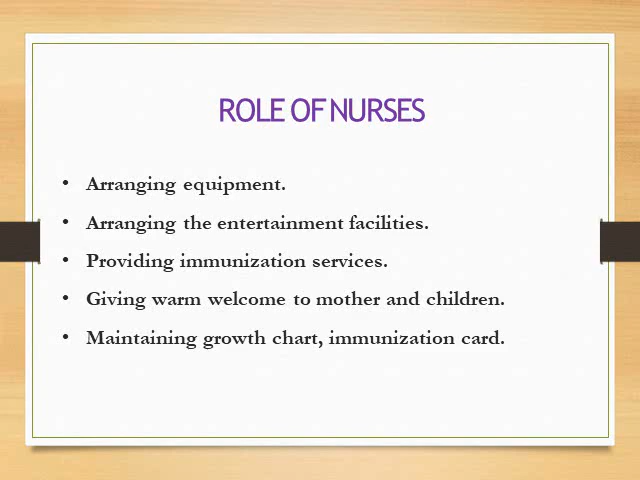 ROLE OF NURSES
• Arranging equipment.
• Arranging the entertainment facilities.
• Providing immunization services.
• Giving warm welcome to mother and children.
• Maintaining growth chart, immunization card.